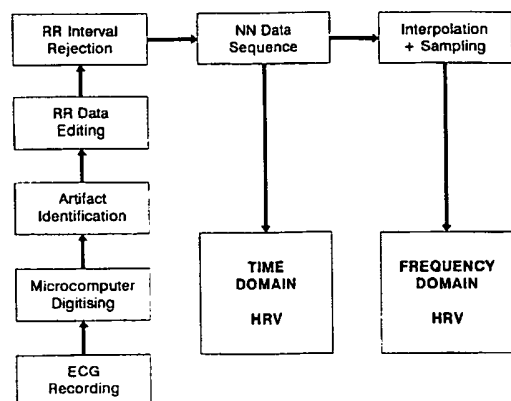 RR Interval
Rejection
NN Data
Sequence
Interpolation
+ Sampling
RR Data
Editing
Artifact
Identification
Microcomputer
Digitising
ECG
Recording
TIME
DOMAIN
HRV
FREQUENCY
DOMAIN
HRV